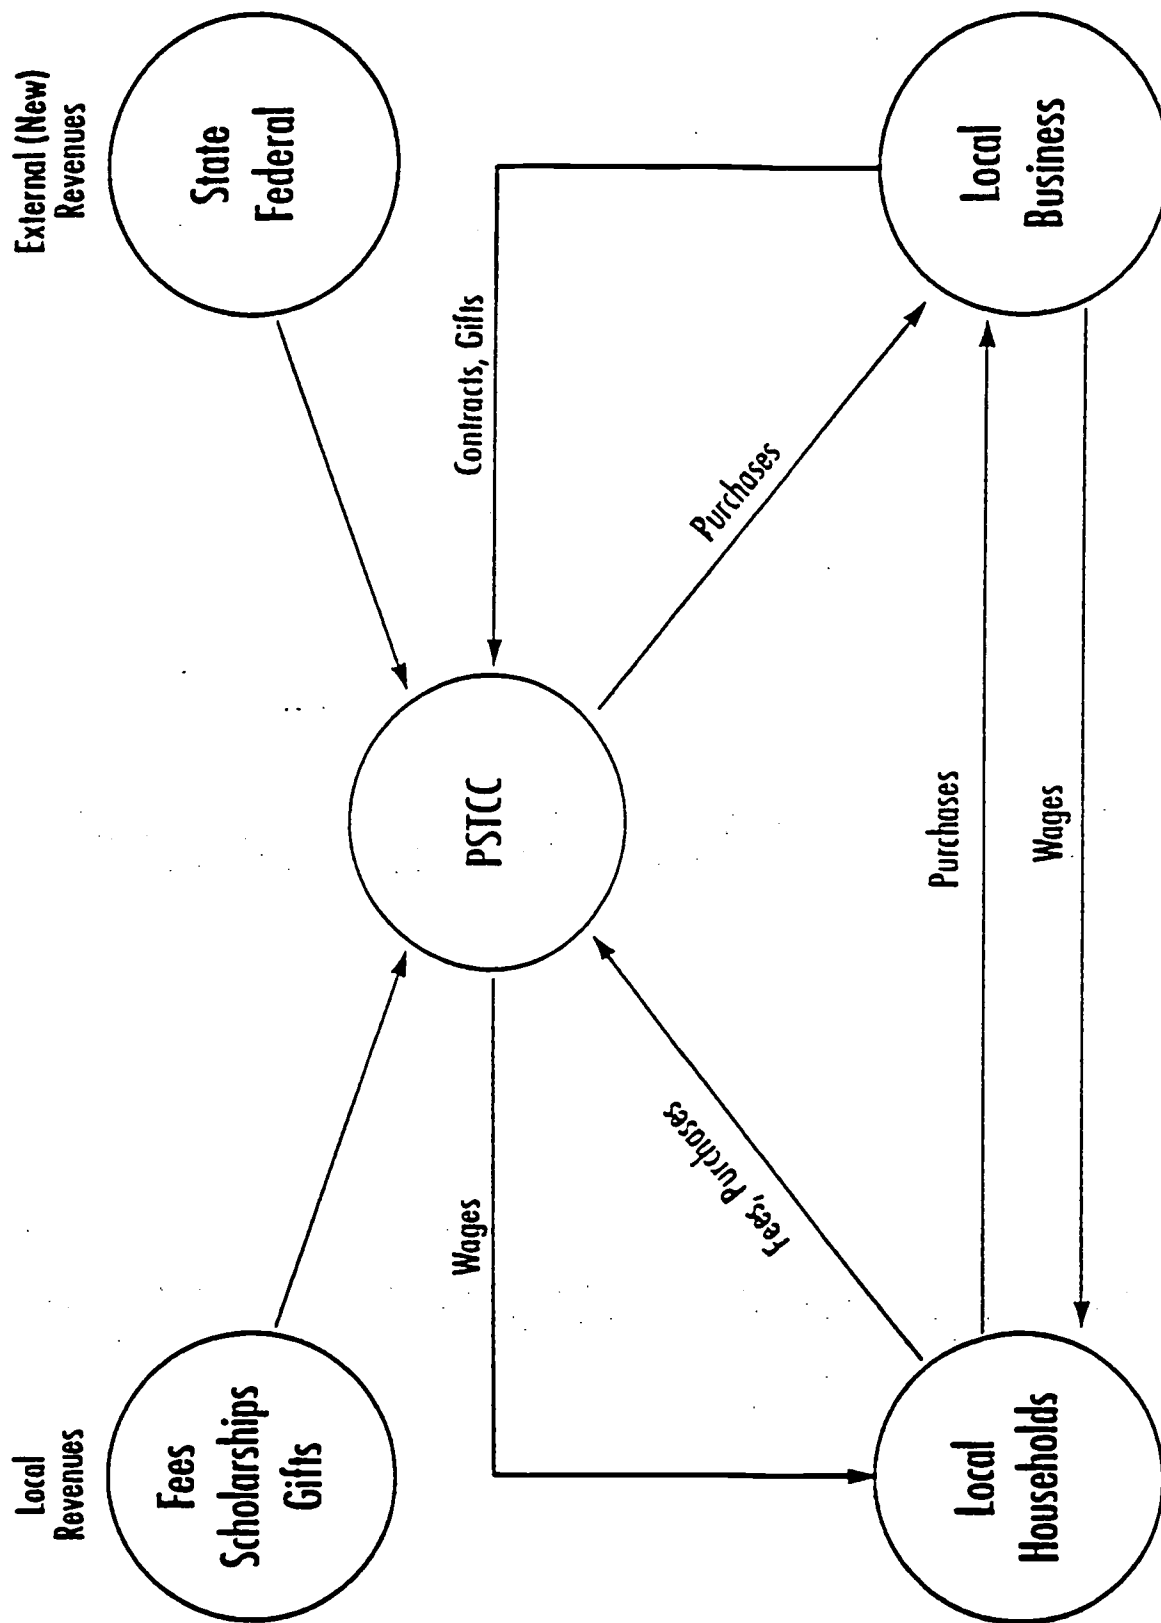 Local
Revenues
External (New)
Revenues
Fees
Scholarships
Gifts
State
Federal
PSTCC
Wages
Contracts, Gifts
Fees, Purchases
Purchases
Purchases
Wages
Local
Households
Local
Business